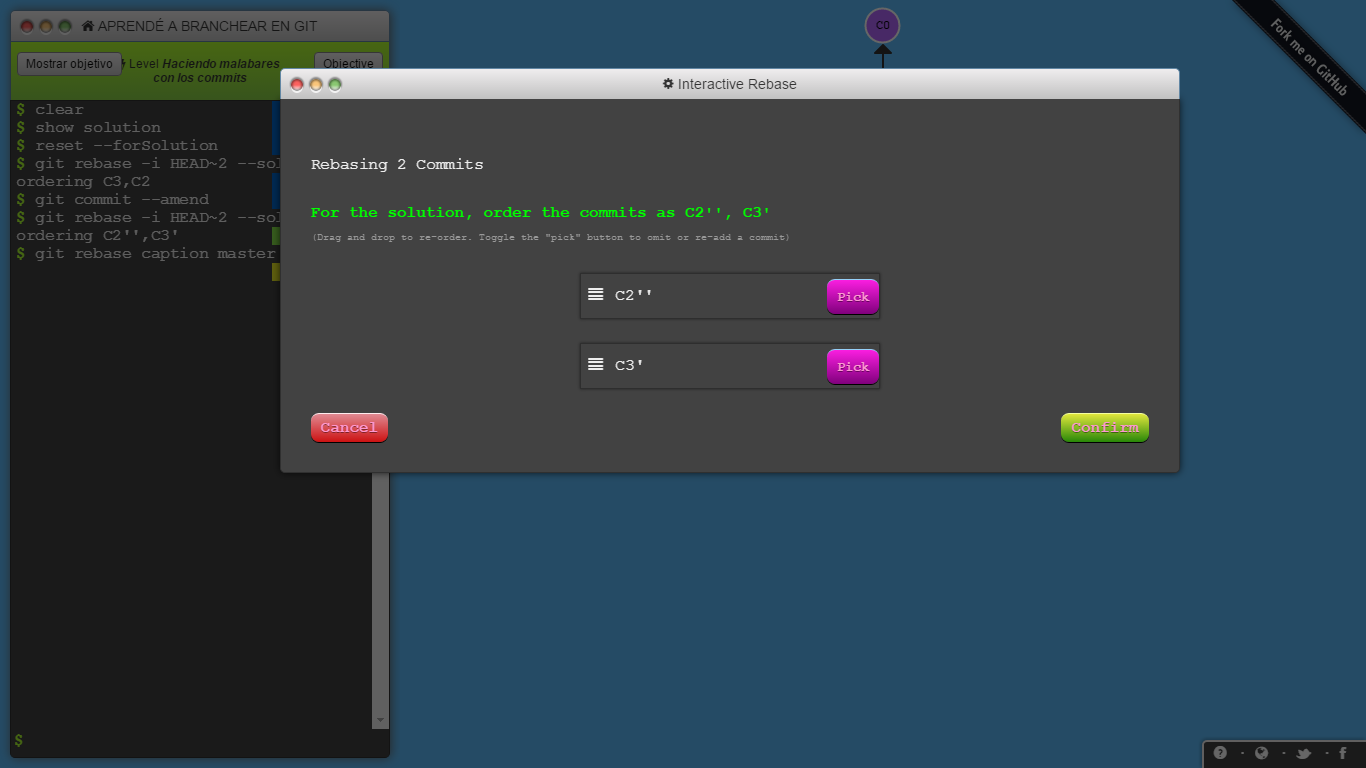 APRENDÉ A BRANCHEAR EN GIT
Mostrar objetivo
Level Haciendo malabares
con los commits
Objective
$ clear
$ show solution
$ reset --forSolution
$ git rebase -i HEAD~2 --sol
ordering C3,C2
$ git commit --amend
$ git rebase -i HEAD~2 --sol
ordering C2'',C3'
$ git rebase caption master
$
C0
Fork me on GitHub
Interactive Rebase
Rebasing 2 Commits
For the solution, order the commits as C2'', C3'
(Drag and drop to re-order. Toggle the "pick" button to omit or re-add a commit)
C2''
Pick
C3'
Pick
Cancel
Confirm